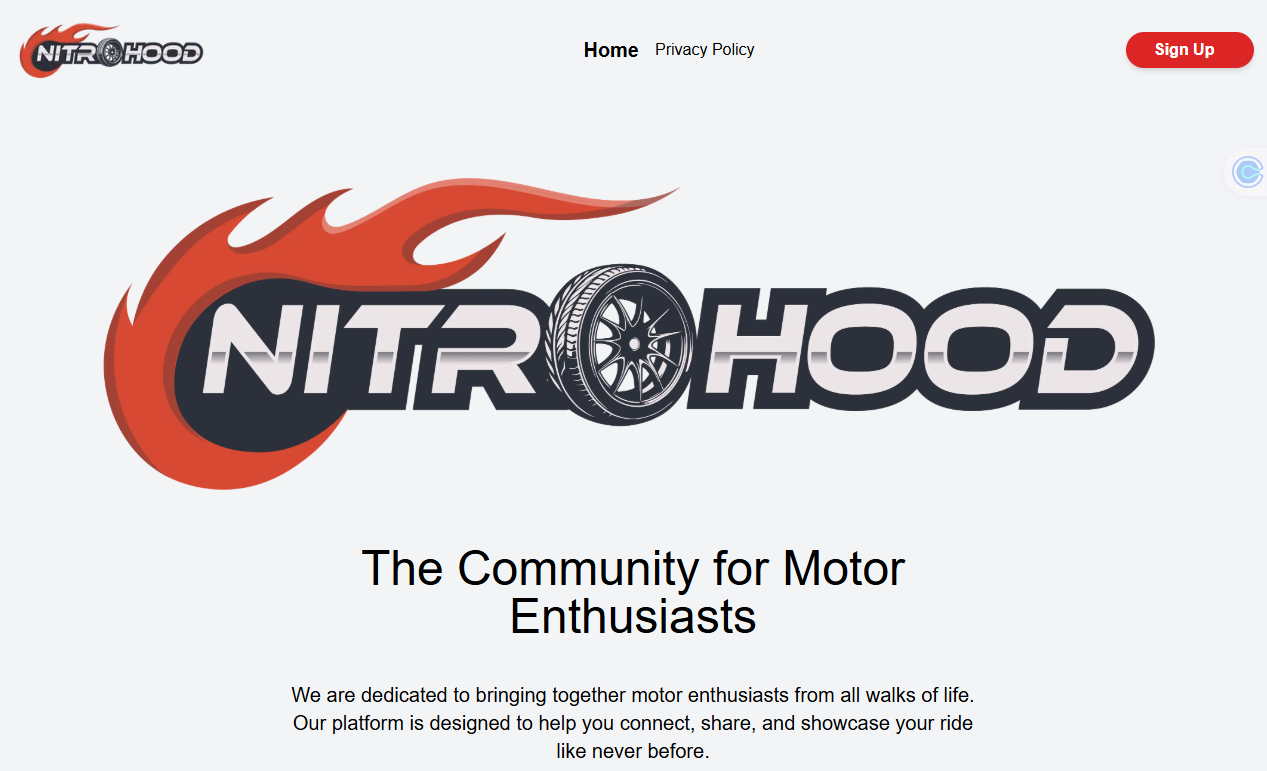 NITROHOOD
Home Privacy Policy
Sign Up
NITROHOOD
The Community for Motor
Enthusiasts
We are dedicated to bringing together motor enthusiasts from all walks of life.
Our platform is designed to help you connect, share, and showcase your ride
like never before.